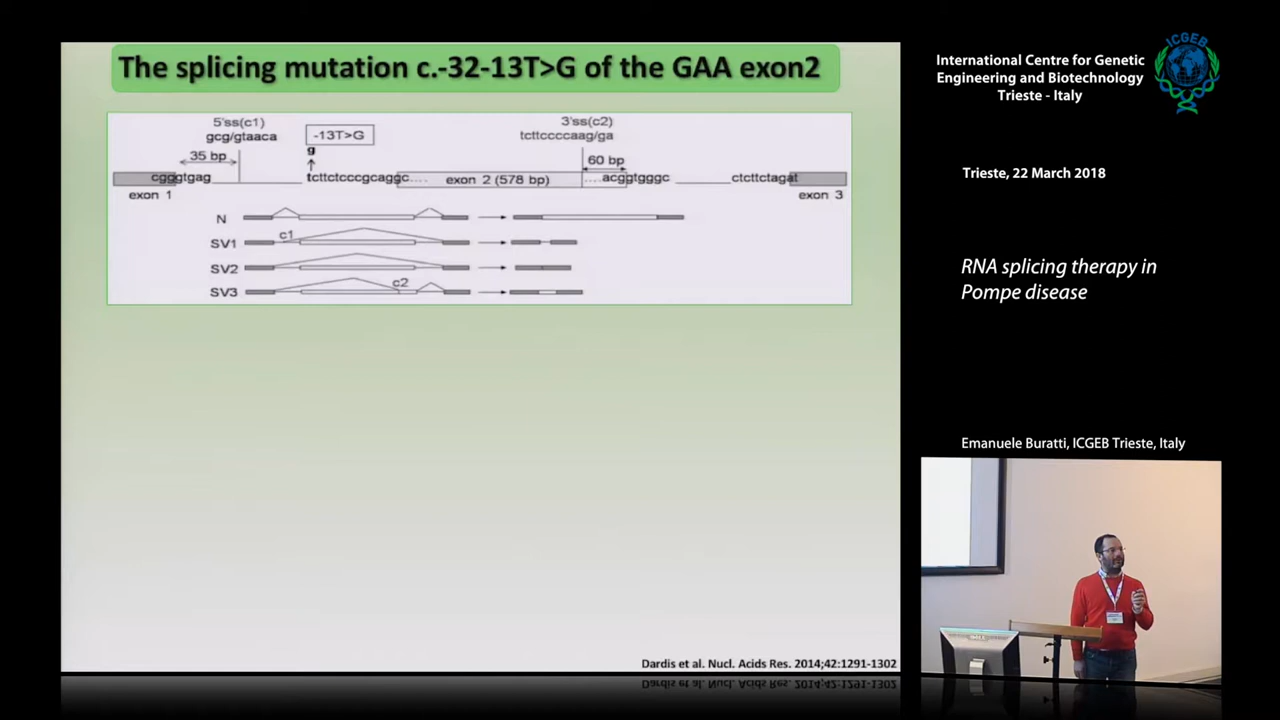 The splicing mutation c.-32-13T>G of the GAA exon2
5'ss(c1)
gcg/gtaaca
-13T>G
g
3'ss(c2)
tcttccccaag/ga
35 bp
60 bp
cgggtgag
tcttctcccgcaggc....
exon 2 (578 bp)
....acggtgggc
ctcttctagat
exon 1
exon 3
N
SV1
c1
SV2
SV3
c2
Dardis et al. Nucl. Acids Res. 2014;42:1291-1302
ICGEB
International Centre for Genetic
Engineering and Biotechnology
Trieste - Italy
Trieste, 22 March 2018
RNA splicing therapy in
Pompe disease
Emanuele Buratti, ICGEB Trieste, Italy
DELL